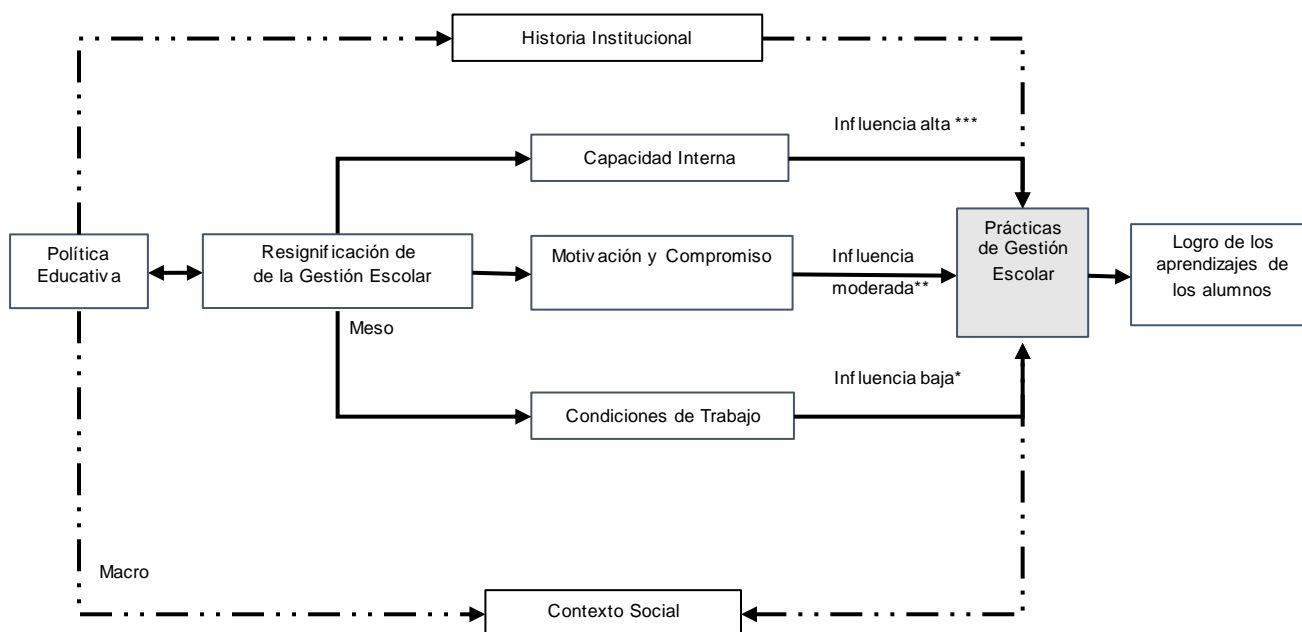 Historia Institucional
Influencia alta ***
Capacidad Interna
Política
Educativa
Resignificación de
de la Gestión Escolar
Motivación y Compromiso
Influencia
moderada**
Prácticas
de Gestión
Escolar
Logro de los
aprendizajes de
los alumnos
Meso
Influencia baja*
Condiciones de Trabajo
Macro
Contexto Social